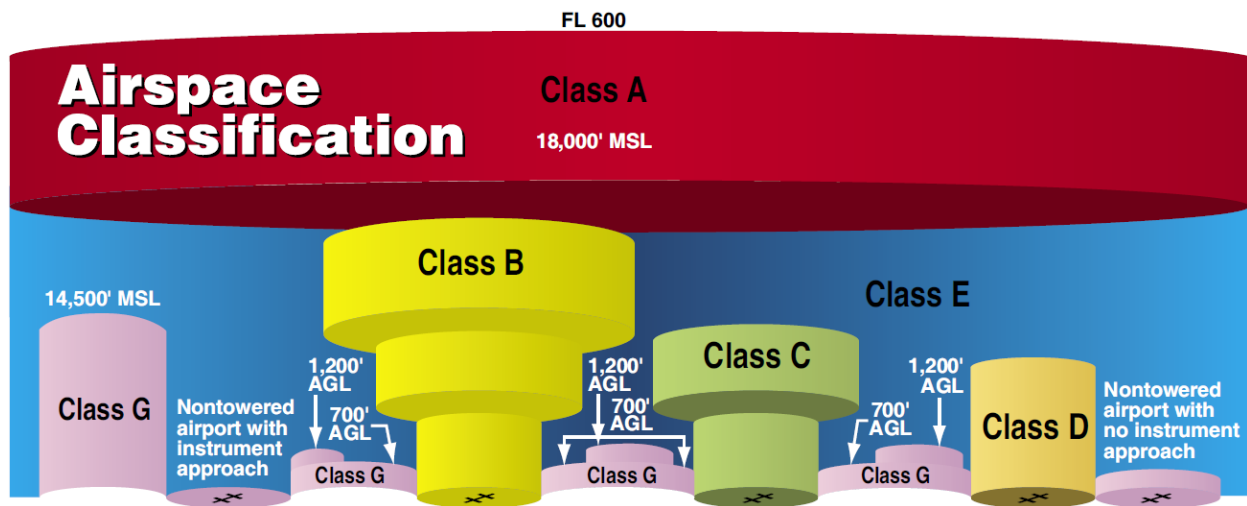 FL 600
Airspace
Classification
Class A
18,000' MSL
Class B
Class E
14,500' MSL
Class C
1,200'
AGL
1,200'
AGL
1,200'
AGL
Class G
Nontowered
airport with
instrument
approach
700'
AGL
700'
AGL
700'
AGL
Class D
Nontowered
airport with
no instrument
approach
Class G
Class G
Class G